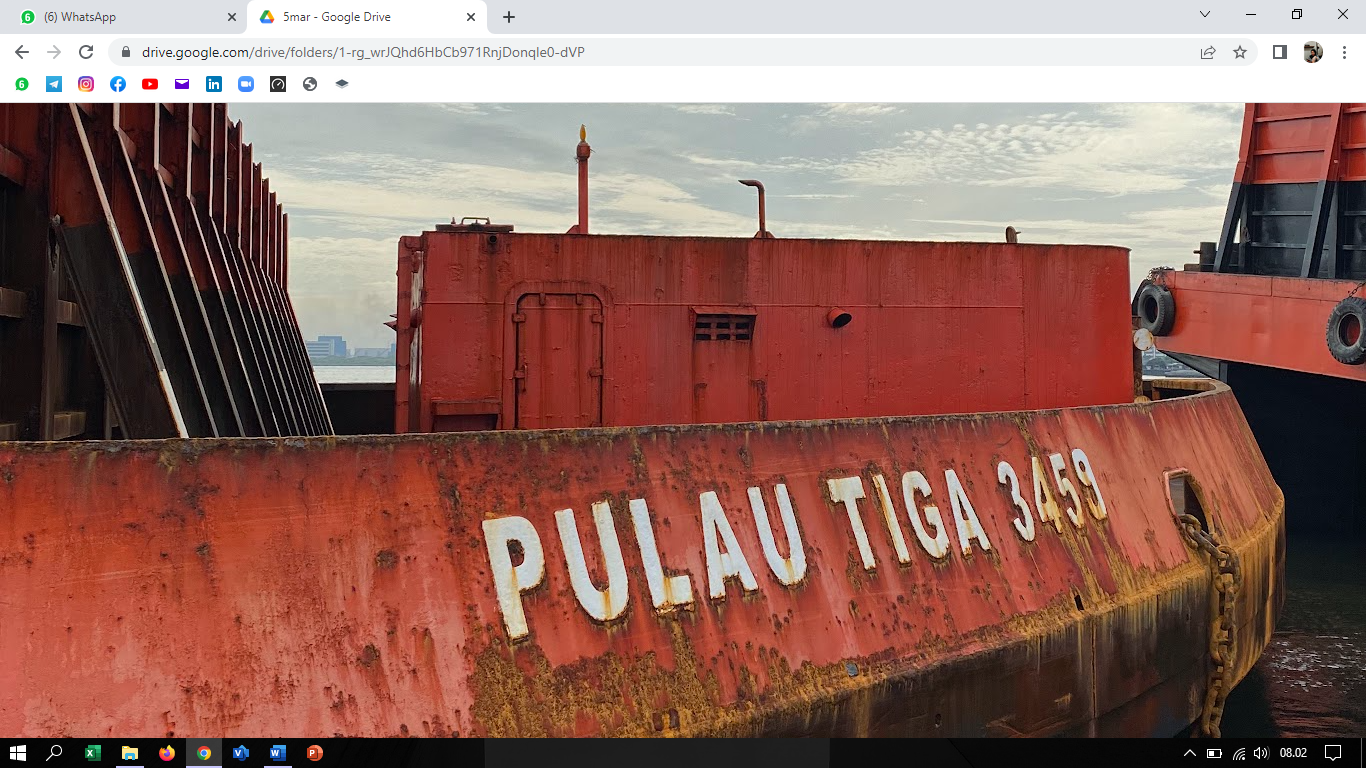 (6) WhatsApp
5mar - Google Drive
drive.google.com/drive/folders/1-rg_wrJQhd6HbCb971RnjDonqle0-dVP
PULAU TIGA 3459
08.02